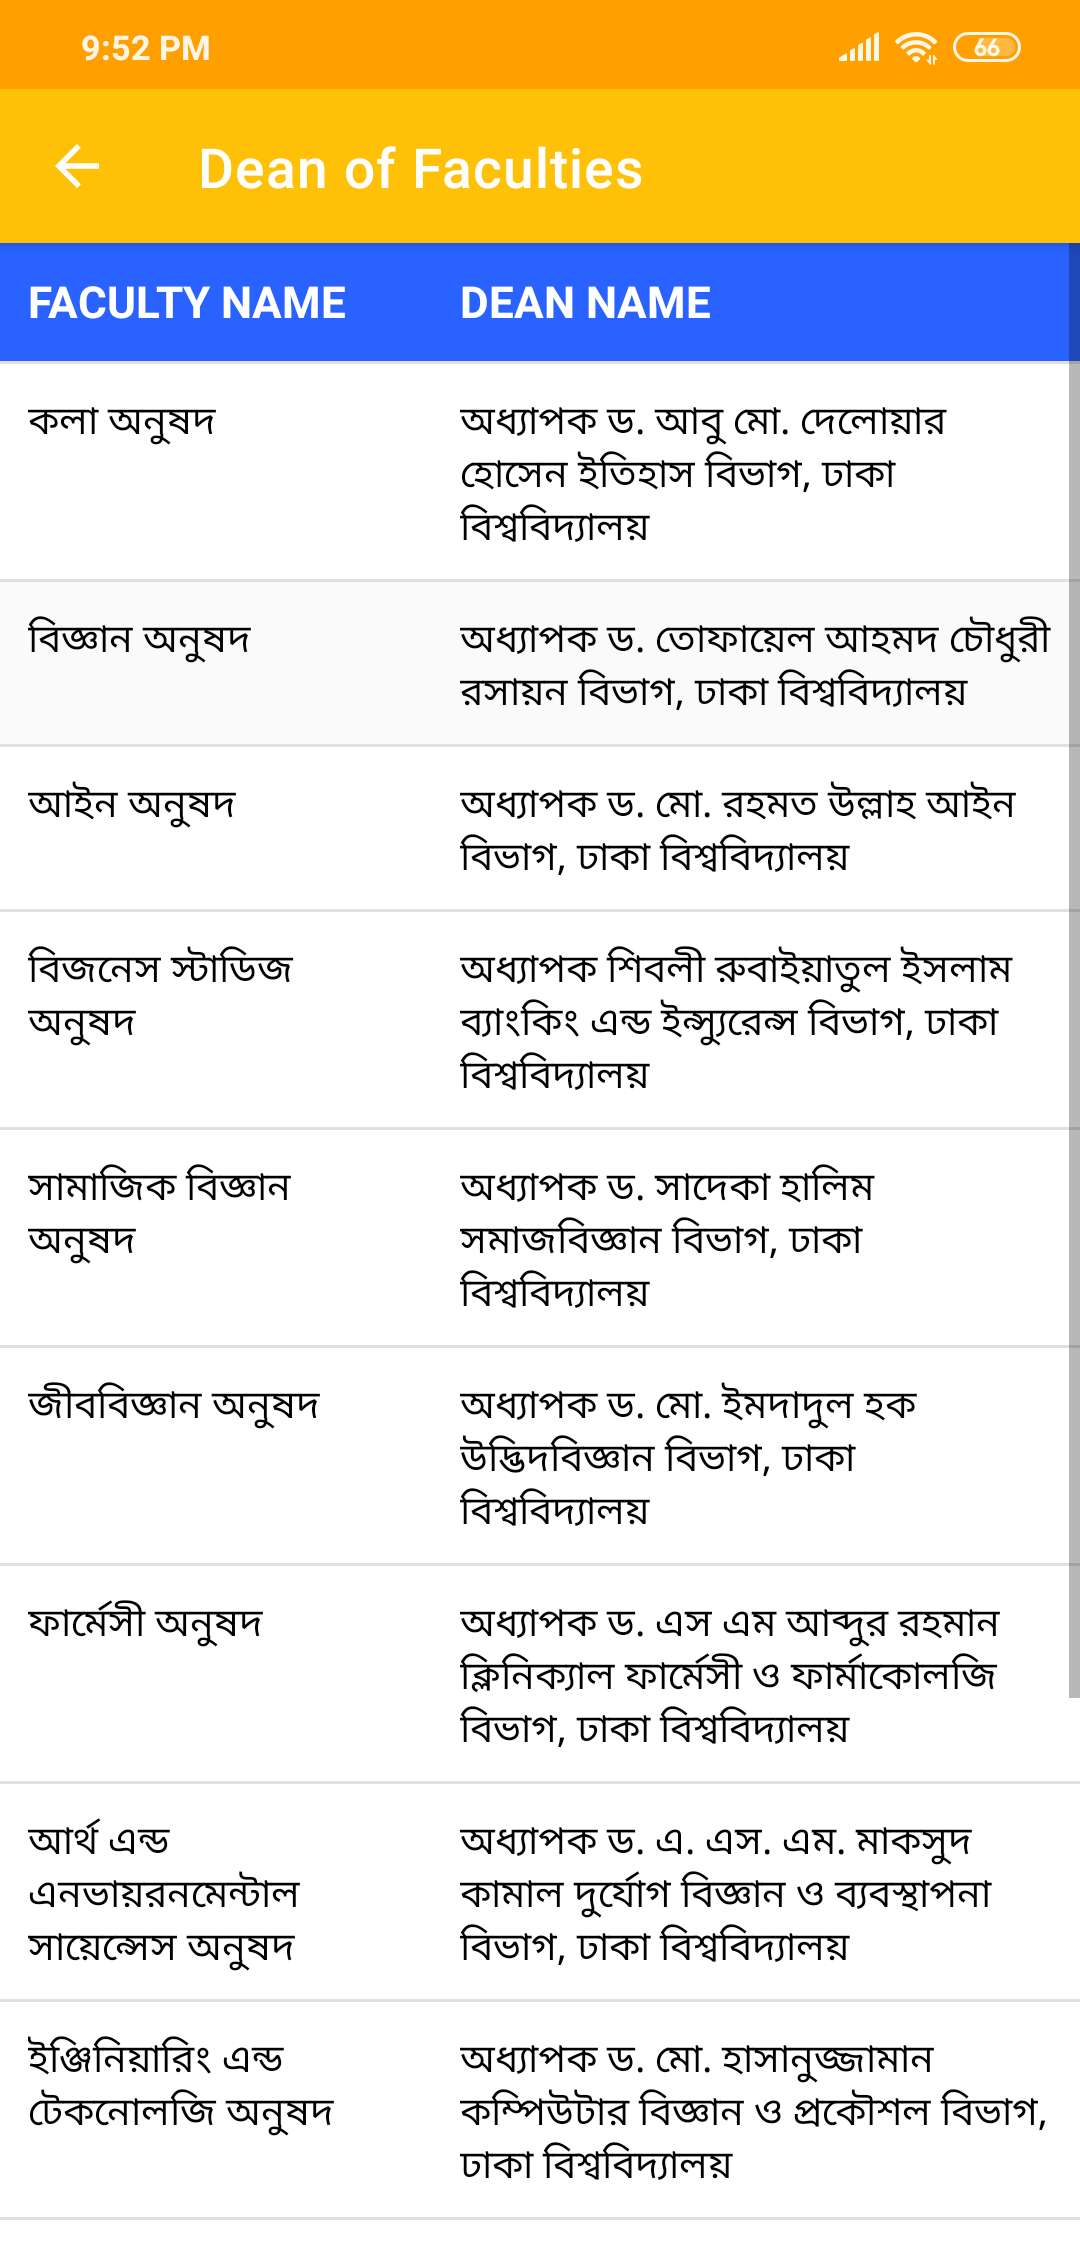 9:52 PM
66
Dean of Faculties
FACULTY NAME DEAN NAME
কলা অনুষদ
অধ্যাপক ড. আবু মো. দেলোয়ার
হোসেন ইতিহাস বিভাগ, ঢাকা
বিশ্ববিদ্যালয়
বিজ্ঞান অনুষদ
অধ্যাপক ড. তোফায়েল আহমদ চৌধুরী
রসায়ন বিভাগ, ঢাকা বিশ্ববিদ্যালয়
আইন অনুষদ
অধ্যাপক ড. মো. রহমত উল্লাহ আইন
বিভাগ, ঢাকা বিশ্ববিদ্যালয়
বিজনেস স্টাডিজ
অনুষদ
অধ্যাপক শিবলী রুবাইয়াতুল ইসলাম
ব্যাংকিং এন্ড ইন্স্যুরেন্স বিভাগ, ঢাকা
বিশ্ববিদ্যালয়
সামাজিক বিজ্ঞান
অনুষদ
অধ্যাপক ড. সাদেকা হালিম
সমাজবিজ্ঞান বিভাগ, ঢাকা
বিশ্ববিদ্যালয়
জীববিজ্ঞান অনুষদ
অধ্যাপক ড. মো. ইমদাদুল হক
উদ্ভিদবিজ্ঞান বিভাগ, ঢাকা
বিশ্ববিদ্যালয়
ফার্মেসী অনুষদ
অধ্যাপক ড. এস এম আব্দুর রহমান
ক্লিনিক্যাল ফার্মেসী ও ফার্মাকোলজি
বিভাগ, ঢাকা বিশ্ববিদ্যালয়
আর্থ এন্ড
এনভায়রনমেন্টাল
সায়েন্সেস অনুষদ
অধ্যাপক ড. এ. এস. এম. মাকসুদ
কামাল দুর্যোগ বিজ্ঞান ও ব্যবস্থাপনা
বিভাগ, ঢাকা বিশ্ববিদ্যালয়
ইঞ্জিনিয়ারিং এন্ড
টেকনোলজি অনুষদ
অধ্যাপক ড. মো. হাসানুজ্জামান
কম্পিউটার বিজ্ঞান ও প্রকৌশল বিভাগ,
ঢাকা বিশ্ববিদ্যালয়